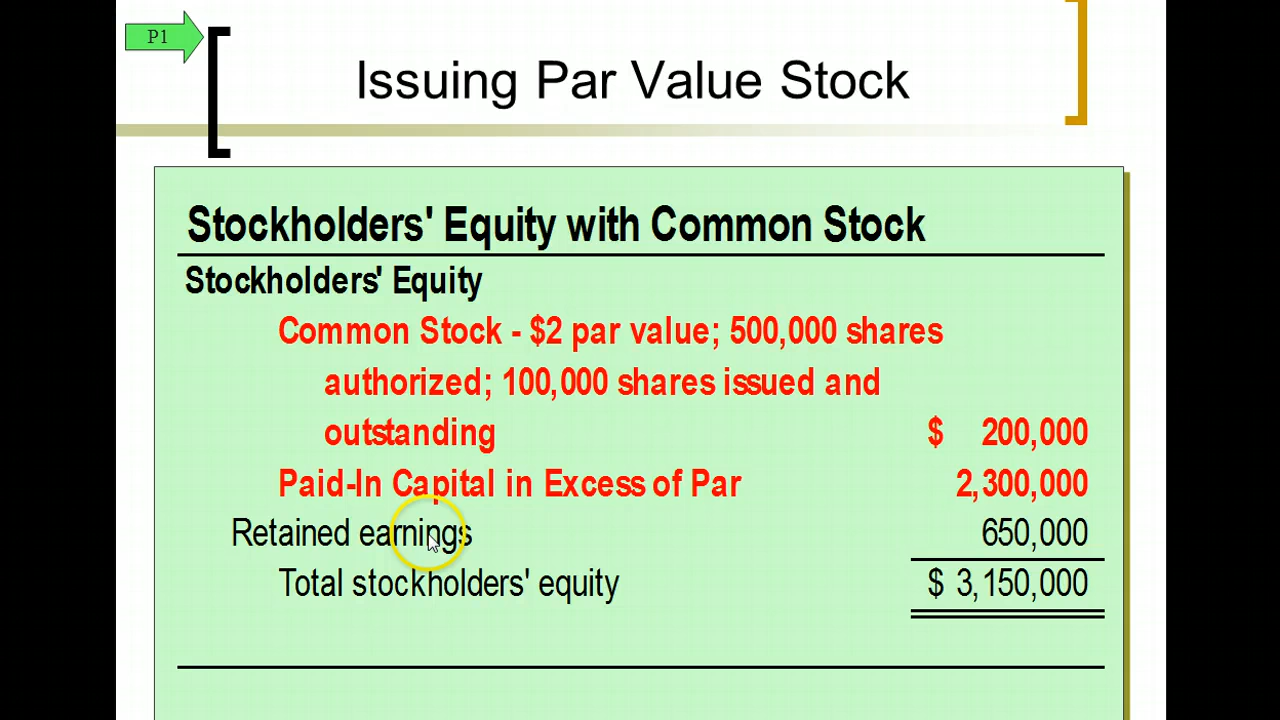 P1
Issuing Par Value Stock
Stockholders' Equity with Common Stock
Stockholders' Equity
Common Stock - $2 par value; 500,000 shares
authorized; 100,000 shares issued and
outstanding $ 200,000
Paid-In Capital in Excess of Par 2,300,000
Retained earnings 650,000
Total stockholders' equity $ 3,150,000